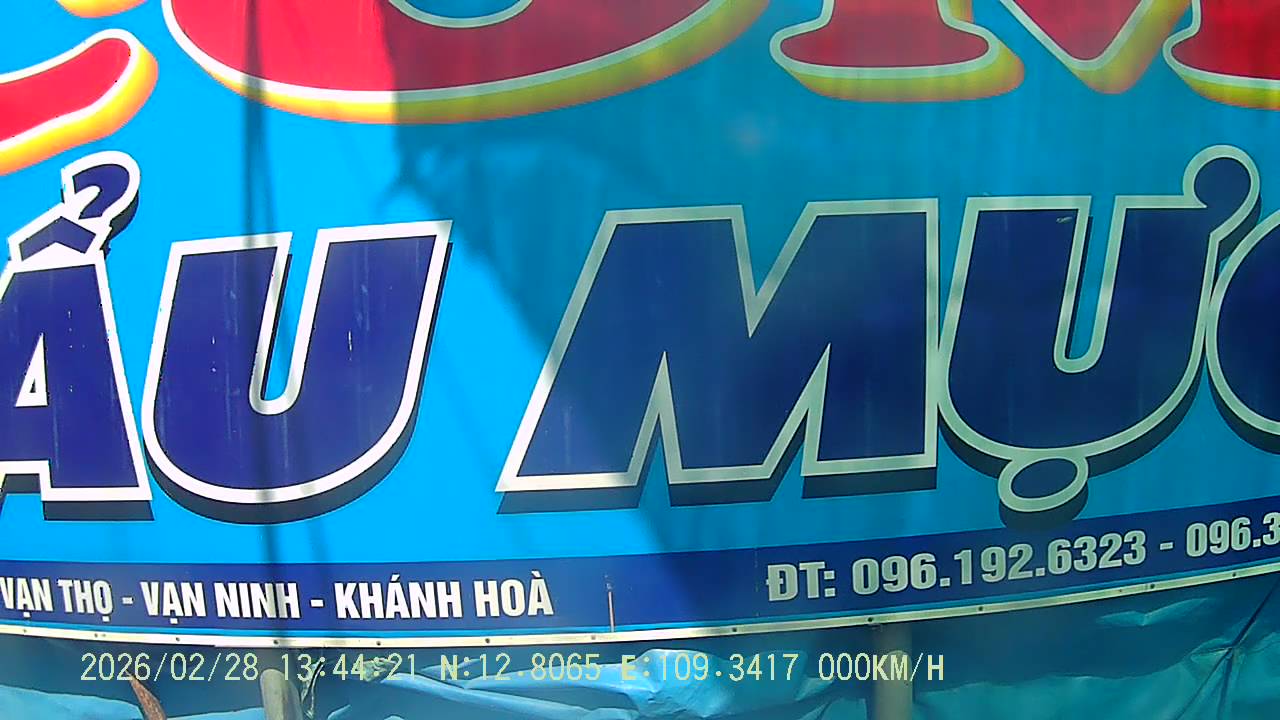 ẨU MỰC
VẠN THỌ - VẠN NINH - KHÁNH HOÀ
ĐT: 096.192.6323 - 096.3
2026/02/28 13:44:21 N:12.8065 E:109.3417 000KM/H